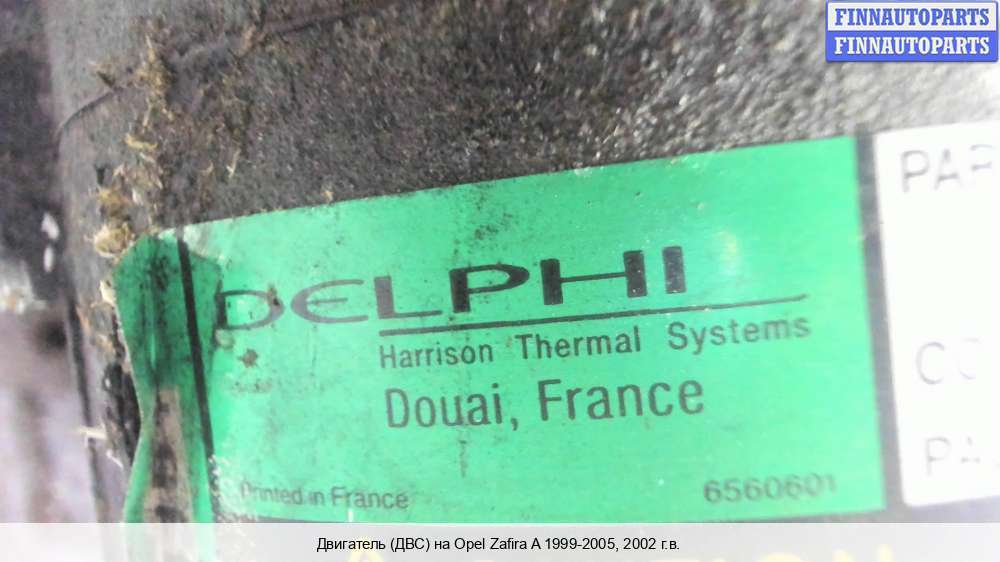 FINNAUTOPARTS
FINNAUTOPARTS
DELPHI
Harrison Thermal Systems
Douai, France
Printed in France
6560601
Двигатель (ДВС) на Opel Zafira A 1999-2005, 2002 г.в.